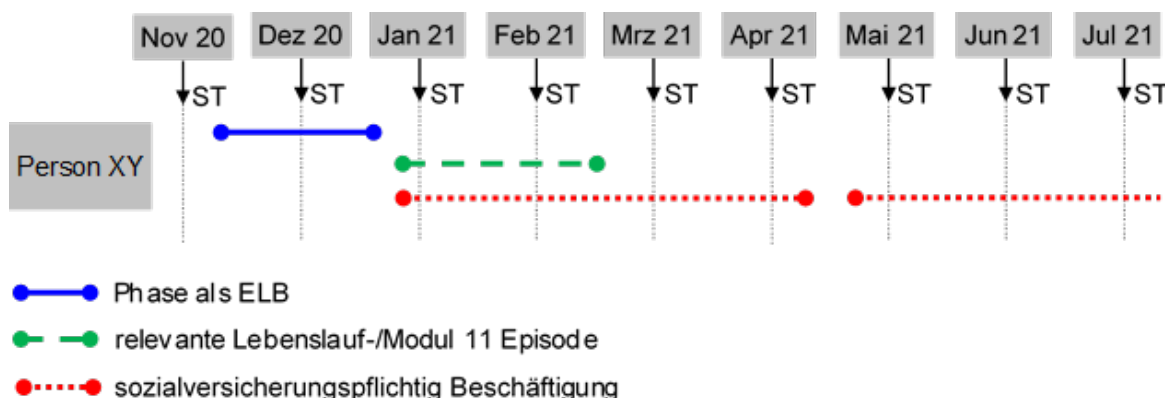 Nov 20 Dez 20 Jan 21 Feb 21 Mrz 21 Apr 21 Mai 21 Jun 21 Jul 21
ST ST ST ST ST ST ST ST ST
Person XY
Phase als ELB
relevante Lebenslauf-/Modul 11 Episode
sozialversicherungspflichtig Beschäftigung